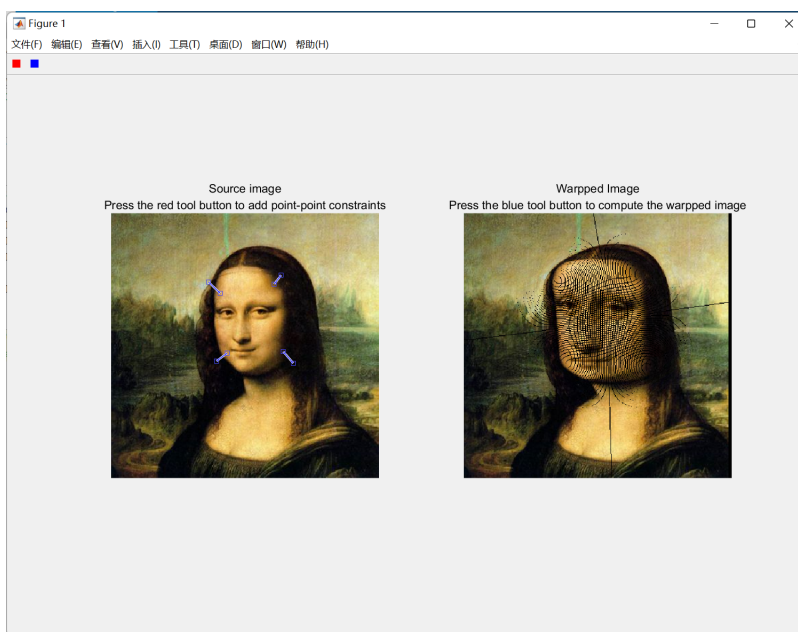 Figure 1
文件(F) 编辑(E) 查看(V) 插入(I) 工具(T) 桌面(D) 窗口(W) 帮助(H)
Source image
Press the red tool button to add point-point constraints
Warpped Image
Press the blue tool button to compute the warpped image